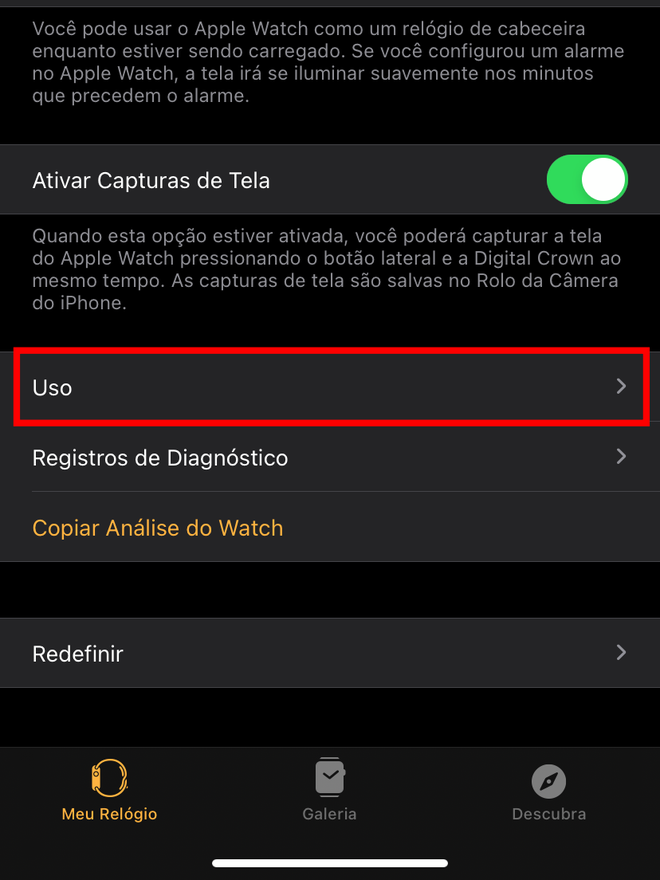 Você pode usar o Apple Watch como um relógio de cabeceira
enquanto estiver sendo carregado. Se você configurou um alarme
no Apple Watch, a tela irá se iluminar suavemente nos minutos
que precedem o alarme.
Ativar Capturas de Tela
Quando esta opção estiver ativada, você poderá capturar a tela
do Apple Watch pressionando o botão lateral e a Digital Crown ao
mesmo tempo. As capturas de tela são salvas no Rolo da Câmera
do iPhone.
Uso
Registros de Diagnóstico
Copiar Análise do Watch
Redefinir
Meu Relógio
Galeria
Descubra